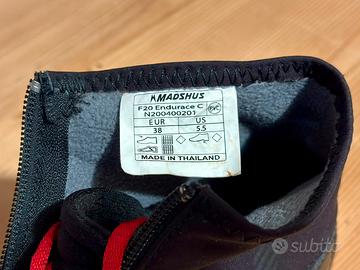 MADSHUS
F20 Endurace C
N200400201
EUR US
38 5.5
MADE IN THAILAND
subito